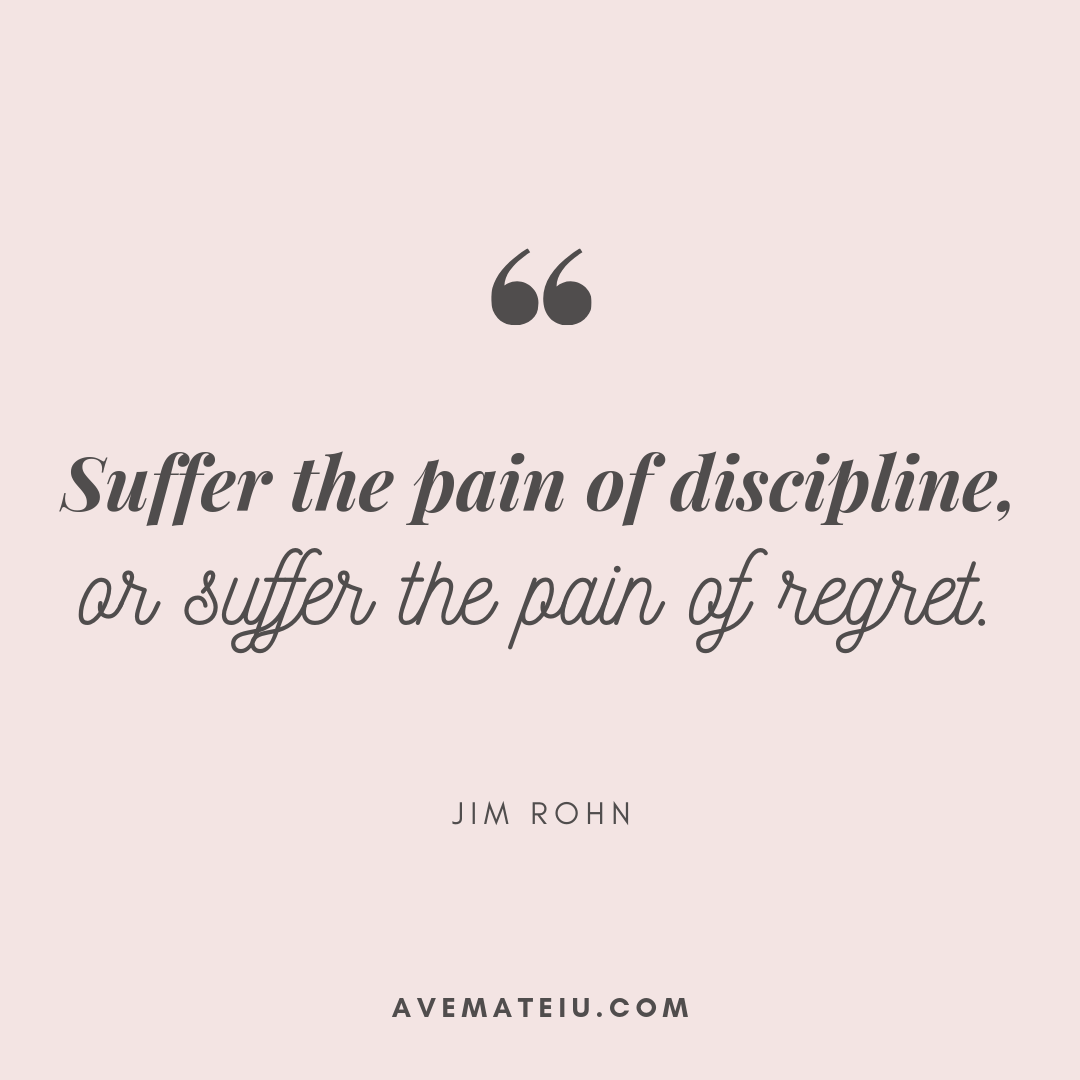 “
Suffer the pain of discipline,
or suffer the pain of regret.
JIM ROHN
AVEMATEIU.COM